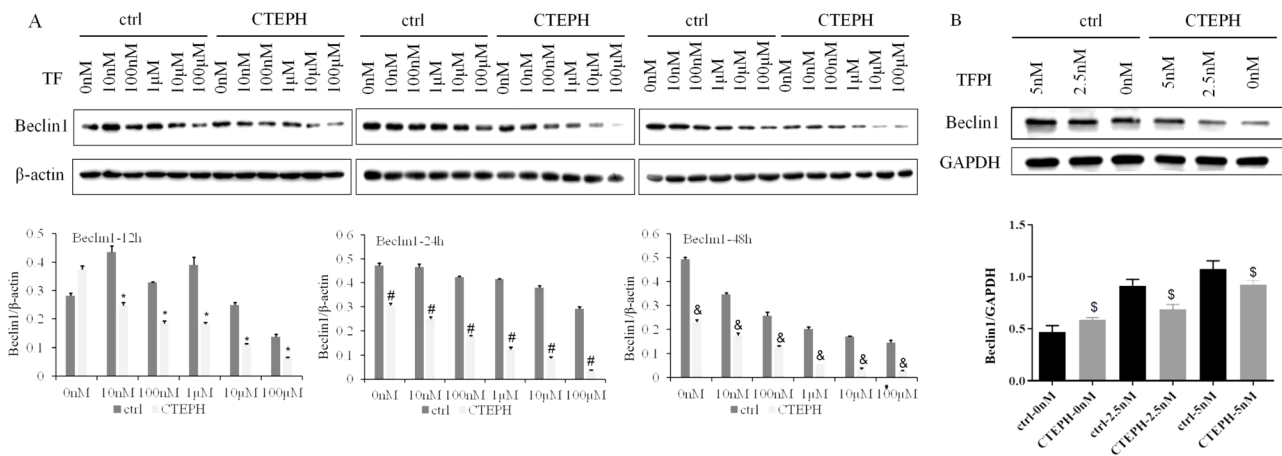 A ctrl CTEPH ctrl CTEPH ctrl CTEPH
TF 0nM 10nM 100nM 1μM 10μM 100μM 0nM 10nM 100nM 1μM 10μM 100μM 0nM 10nM 100nM 1μM 10μM 100μM 0nM 10nM 100nM 1μM 10μM 100μM 0nM 10nM 100nM 1μM 10μM 100μM 0nM 10nM 100nM 1μM 10μM 100μM
Beclin1
β-actin
B ctrl CTEPH
TFPI 5nM 2.5nM 0nM 5nM 2.5nM 0nM
Beclin1
GAPDH
Beclin1-12h
Beclin1/β-actin
0.5
0.4
0.3
0.2
0.1
0
* * * * *
0nM 10nM 100nM 1μM 10μM 100μM
ctrl CTEPH
Beclin1-24h
Beclin1/β-actin
0.6
0.5
0.4
0.3
0.2
0.1
0
# # # # # #
0nM 10nM 100nM 1μM 10μM 100μM
ctrl CTEPH
Beclin1-48h
Beclin1/β-actin
0.6
0.5
0.4
0.3
0.2
0.1
0
& & & & & &
*
0nM 10nM 100nM 1μM 10μM 100μM
ctrl CTEPH
Beclin1/GAPDH
1.5
1.0
0.5
0.0
$ $ $
ctrl-0nM CTEPH-0nM ctrl-2.5nM CTEPH-2.5nM ctrl-5nM CTEPH-5nM